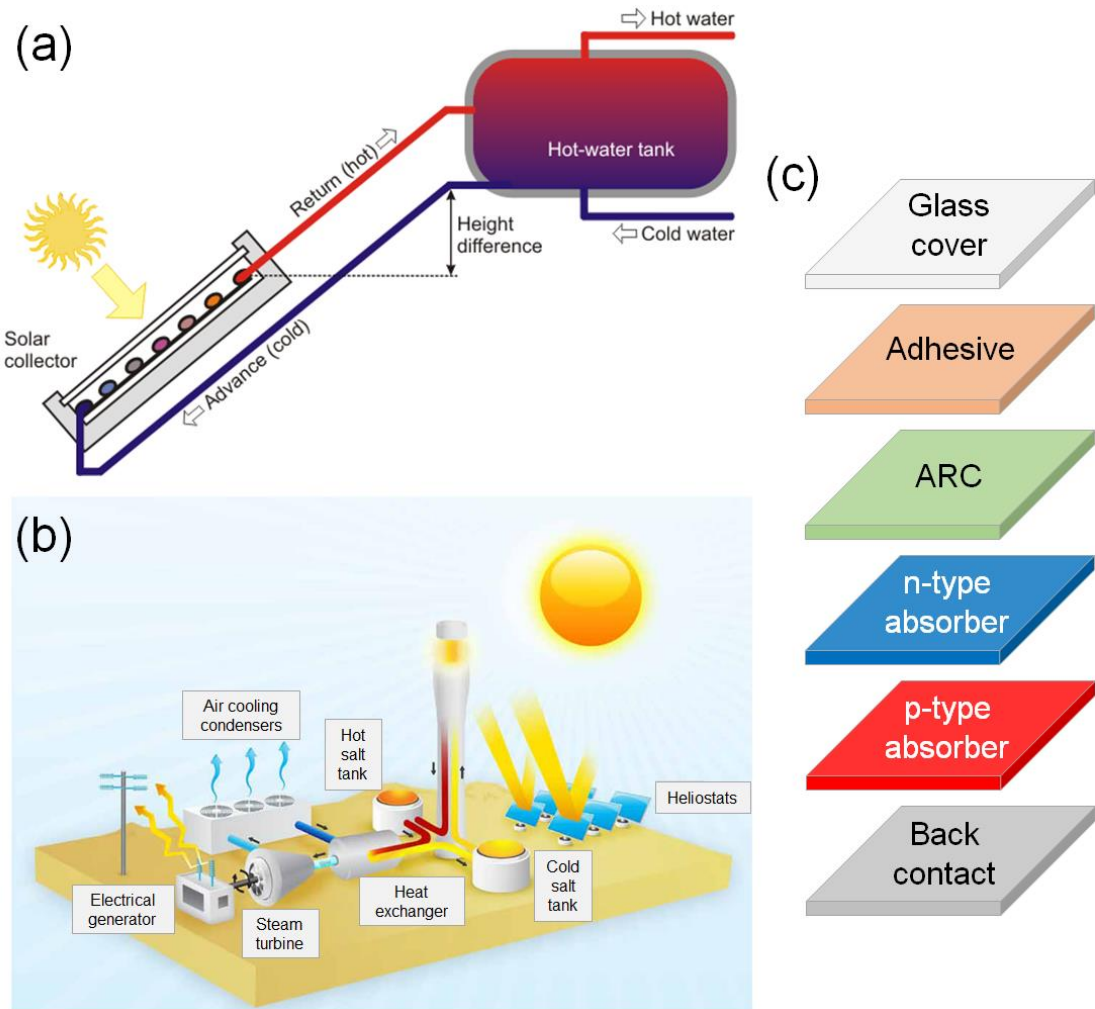 (a)
Hot water
Hot-water tank
Return (hot)
Height
difference
Cold water
Solar
collector
Advance (cold)
(b)
Air cooling
condensers
Hot
salt
tank
Heliostats
Electrical
generator
Steam
turbine
Heat
exchanger
Cold
salt
tank
(c)
Glass
cover
Adhesive
ARC
n-type
absorber
p-type
absorber
Back
contact